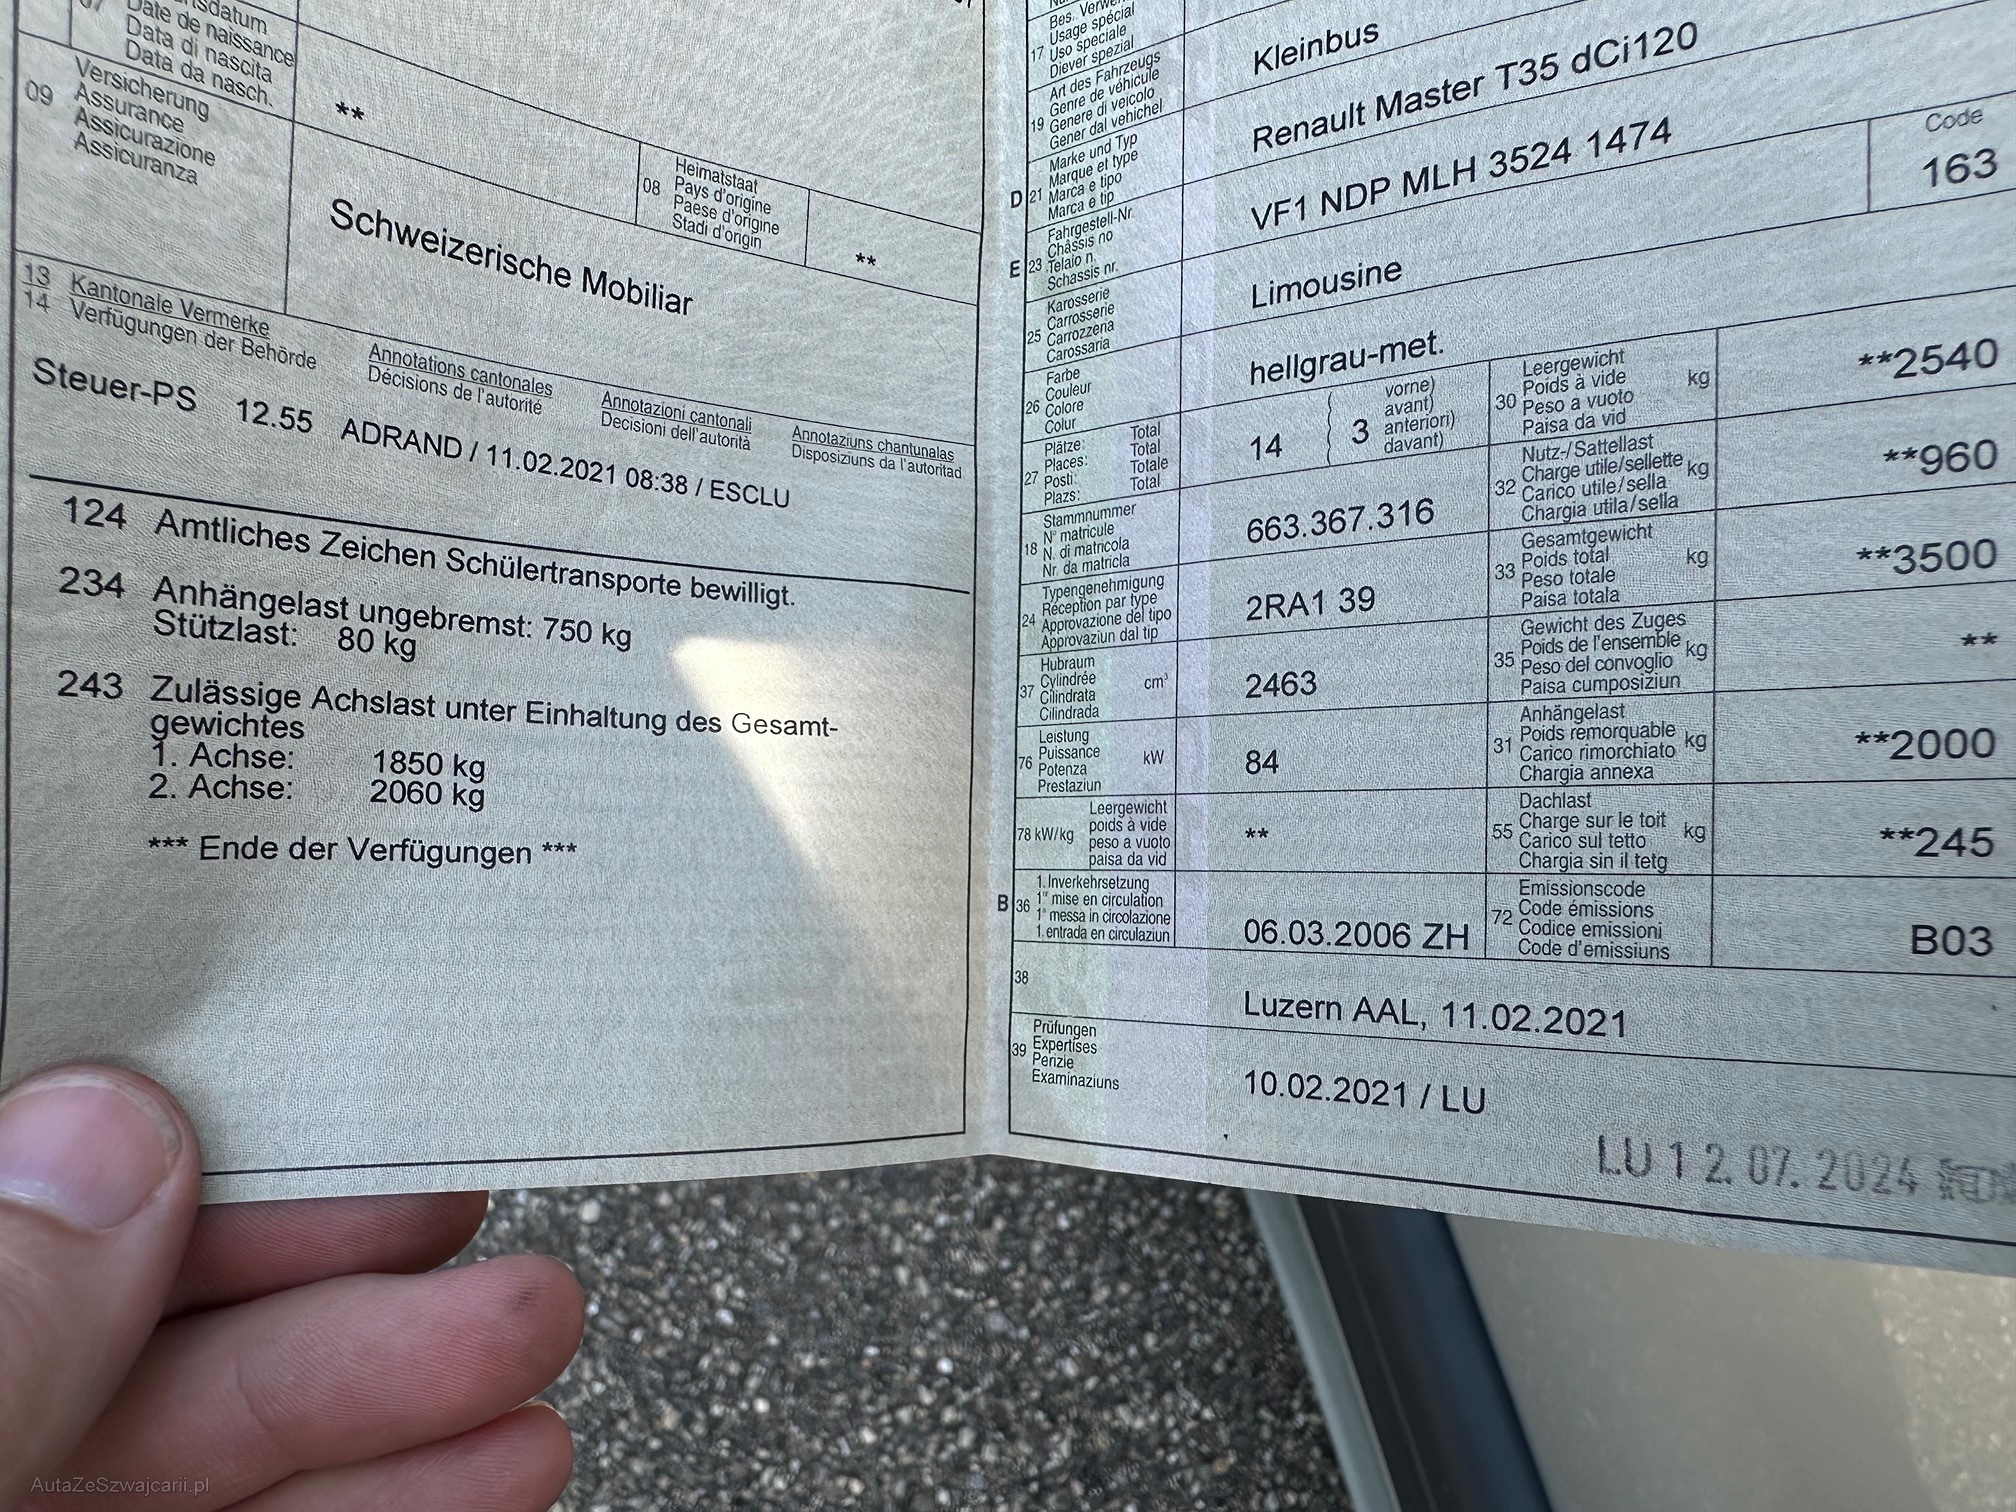 Date de naissance
Data di nascita
Data da nasch.
**
08
Heimatstaat
Pays d'origine
Paese d'origine
Stadi d'origin
**
09
Versicherung
Assurance
Assicurazione
Assicuranza
Schweizerische Mobiliar
13 Kantonale Vermerke
14 Verfügungen der Behörde
Annotations cantonales
Décisions de l'autorité
Annotazioni cantonali
Decisioni dell'autorità
Annotaziuns chantunalas
Disposiziuns da l'autoritad
Steuer-PS 12.55 ADRAND / 11.02.2021 08:38 / ESCLU
124 Amtliches Zeichen Schülertransporte bewilligt.
234 Anhängelast ungebremst: 750 kg
Stützlast: 80 kg
243 Zulässige Achslast unter Einhaltung des Gesamt-
gewichtes
1. Achse: 1850 kg
2. Achse: 2060 kg
*** Ende der Verfügungen ***
17
Usage spécial
Uso speciale
Diever spezial
19
Art des Fahrzeugs
Genre de véhicule
Genere di veicolo
Gener dal vehichel
Kleinbus
D 21
Marke und Typ
Marque et type
Marca e tipo
Marca e tip
Renault Master T35 dCi120
E 23
Fahrgestell-Nr.
Châssis no
Telaio n.
Schassis nr.
VF1 NDP MLH 3524 1474
Code
163
25
Karosserie
Carrosserie
Carrozzeria
Carossaria
Limousine
26
Farbe
Couleur
Colore
Colur
hellgrau-met.
27
Plätze: Total
Places: Total
Posti: Totale
Plazs: Total
14
3
vorne)
avant)
anteriori)
davant)
30
Leergewicht
Poids à vide
Peso a vuoto
Paisa da vid
kg
**2540
18
Stammnummer
N° matricule
N. di matricola
Nr. da matricla
663.367.316
32
Nutz-/Sattellast
Charge utile/sellette
Carico utile/sella
Chargia utila/sella
kg
**960
24
Typengenehmigung
Réception par type
Approvazione del tipo
Approvaziun dal tip
2RA1 39
33
Gesamtgewicht
Poids total
Peso totale
Paisa totala
kg
**3500
37
Hubraum
Cylindrée
Cilindrata
Cilindrada
cm³
2463
35
Gewicht des Zuges
Poids de l'ensemble
Peso del convoglio
Paisa cumposiziun
kg
**
76
Leistung
Puissance
Potenza
Prestaziun
kW
84
31
Anhängelast
Poids remorquable
Carico rimorchiato
Chargia annexa
kg
**2000
78 kW/kg
Leergewicht
poids à vide
peso a vuoto
paisa da vid
**
55
Dachlast
Charge sur le toit
Carico sul tetto
Chargia sin il tetg
kg
**245
B 36
1. Inverkehrsetzung
1re mise en circulation
1a messa in circolazione
1. entrada en circulaziun
06.03.2006 ZH
72
Emissionscode
Code émissions
Codice emissioni
Code d'emissiuns
B03
38
Luzern AAL, 11.02.2021
39
Prüfungen
Expertises
Perizie
Examinaziuns
10.02.2021 / LU
LU 12.07.2024
AutaZeSzwajcarii.pl